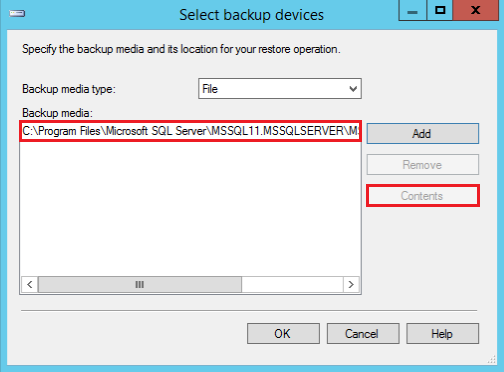 Select backup devices
Specify the backup media and its location for your restore operation.
Backup media type:
File
Backup media:
C:\Program Files\Microsoft SQL Server\MSSQL11.MSSQLSERVER\M
Add
Remove
Contents
OK
Cancel
Help